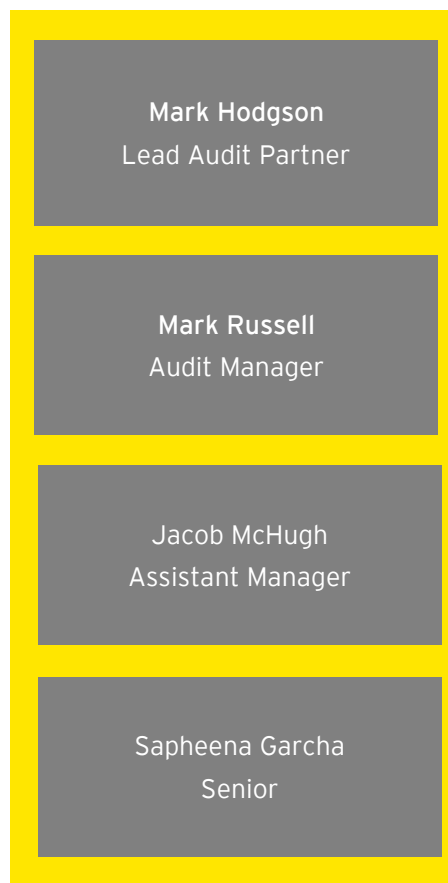 Mark Hodgson
Lead Audit Partner
Mark Russell
Audit Manager
Jacob McHugh
Assistant Manager
Sapheena Garcha
Senior